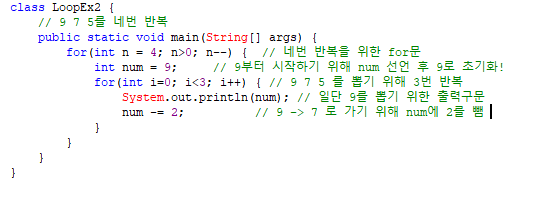 class LoopEx2 {
// 9 7 5를 네번 반복
public static void main(String[] args) {
for(int n = 4; n>0; n--) { // 네번 반복을 위한 for문
int num = 9; // 9부터 시작하기 위해 num 선언 후 9로 초기화!
for(int i=0; i<3; i++) { // 9 7 5 를 뽑기 위해 3번 반복
System.out.println(num); // 일단 9를 뽑기 위한 출력구문
num -= 2; // 9 -> 7 로 가기 위해 num에 2를 뺌
}
}
}
}